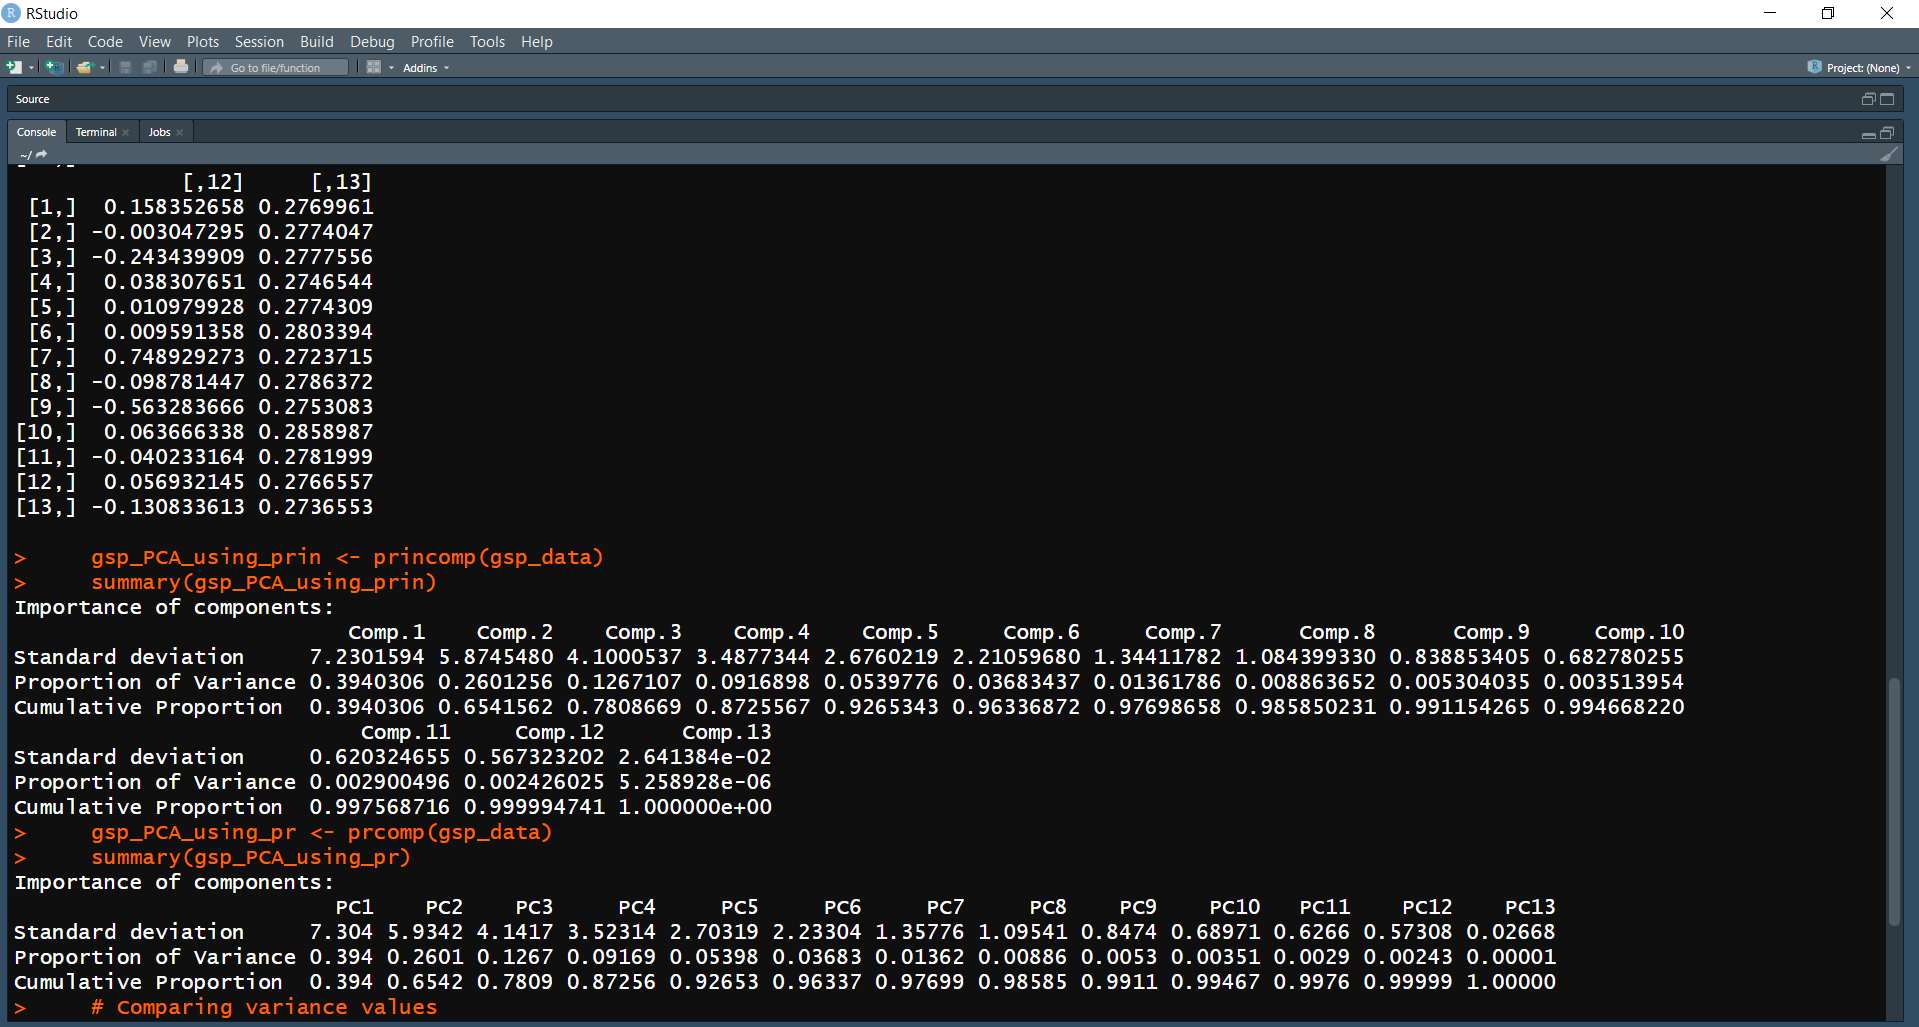 RStudio
File Edit Code View Plots Session Build Debug Profile Tools Help
Go to file/function Addins Project: (None)
Source
Console Terminal Jobs
~/
[,12] [,13]
[1,] 0.158352658 0.2769961
[2,] -0.003047295 0.2774047
[3,] -0.243439909 0.2777556
[4,] 0.038307651 0.2746544
[5,] 0.010979928 0.2774309
[6,] 0.009591358 0.2803394
[7,] 0.748929273 0.2723715
[8,] -0.098781447 0.2786372
[9,] -0.563283666 0.2753083
[10,] 0.063666338 0.2858987
[11,] -0.040233164 0.2781999
[12,] 0.056932145 0.2766557
[13,] -0.130833613 0.2736553
> gsp_PCA_using_prin <- princomp(gsp_data)
> summary(gsp_PCA_using_prin)
Importance of components:
Comp.1 Comp.2 Comp.3 Comp.4 Comp.5 Comp.6 Comp.7 Comp.8 Comp.9 Comp.10
Standard deviation 7.2301594 5.8745480 4.1000537 3.4877344 2.6760219 2.21059680 1.34411782 1.084399330 0.838853405 0.682780255
Proportion of Variance 0.3940306 0.2601256 0.1267107 0.0916898 0.0539776 0.03683437 0.01361786 0.008863652 0.005304035 0.003513954
Cumulative Proportion 0.3940306 0.6541562 0.7808669 0.8725567 0.9265343 0.96336872 0.97698658 0.985850231 0.991154265 0.994668220
Comp.11 Comp.12 Comp.13
Standard deviation 0.620324655 0.567323202 2.641384e-02
Proportion of Variance 0.002900496 0.002426025 5.258928e-06
Cumulative Proportion 0.997568716 0.999994741 1.000000e+00
> gsp_PCA_using_pr <- prcomp(gsp_data)
> summary(gsp_PCA_using_pr)
Importance of components:
PC1 PC2 PC3 PC4 PC5 PC6 PC7 PC8 PC9 PC10 PC11 PC12 PC13
Standard deviation 7.304 5.9342 4.1417 3.52314 2.70319 2.23304 1.35776 1.09541 0.8474 0.68971 0.6266 0.57308 0.02668
Proportion of Variance 0.394 0.2601 0.1267 0.09169 0.05398 0.03683 0.01362 0.00886 0.0053 0.00351 0.0029 0.00243 0.00001
Cumulative Proportion 0.394 0.6542 0.7809 0.87256 0.92653 0.96337 0.97699 0.98585 0.9911 0.99467 0.9976 0.99999 1.00000
> # Comparing variance values